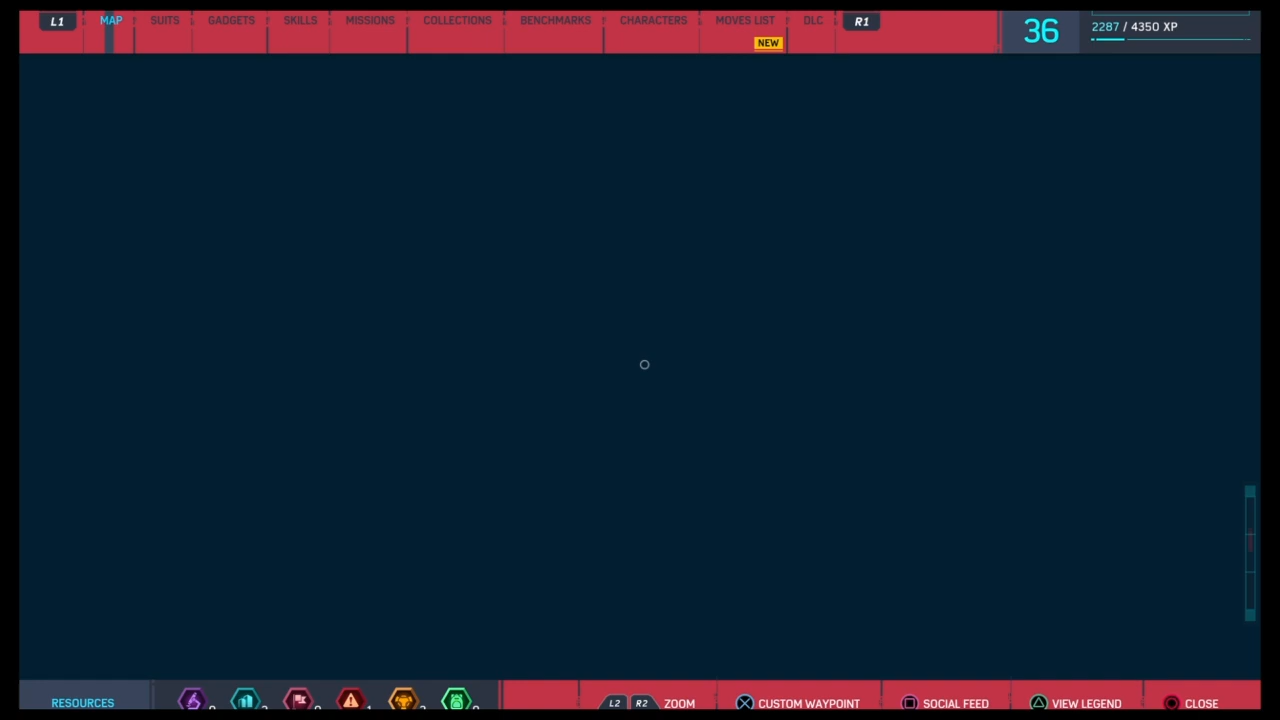 L1 MAP SUITS GADGETS SKILLS MISSIONS COLLECTIONS BENCHMARKS CHARACTERS MOVES LIST DLC R1
NEW
36
2287 / 4350 XP
RESOURCES
L2 R2 ZOOM CUSTOM WAYPOINT SOCIAL FEED VIEW LEGEND CLOSE